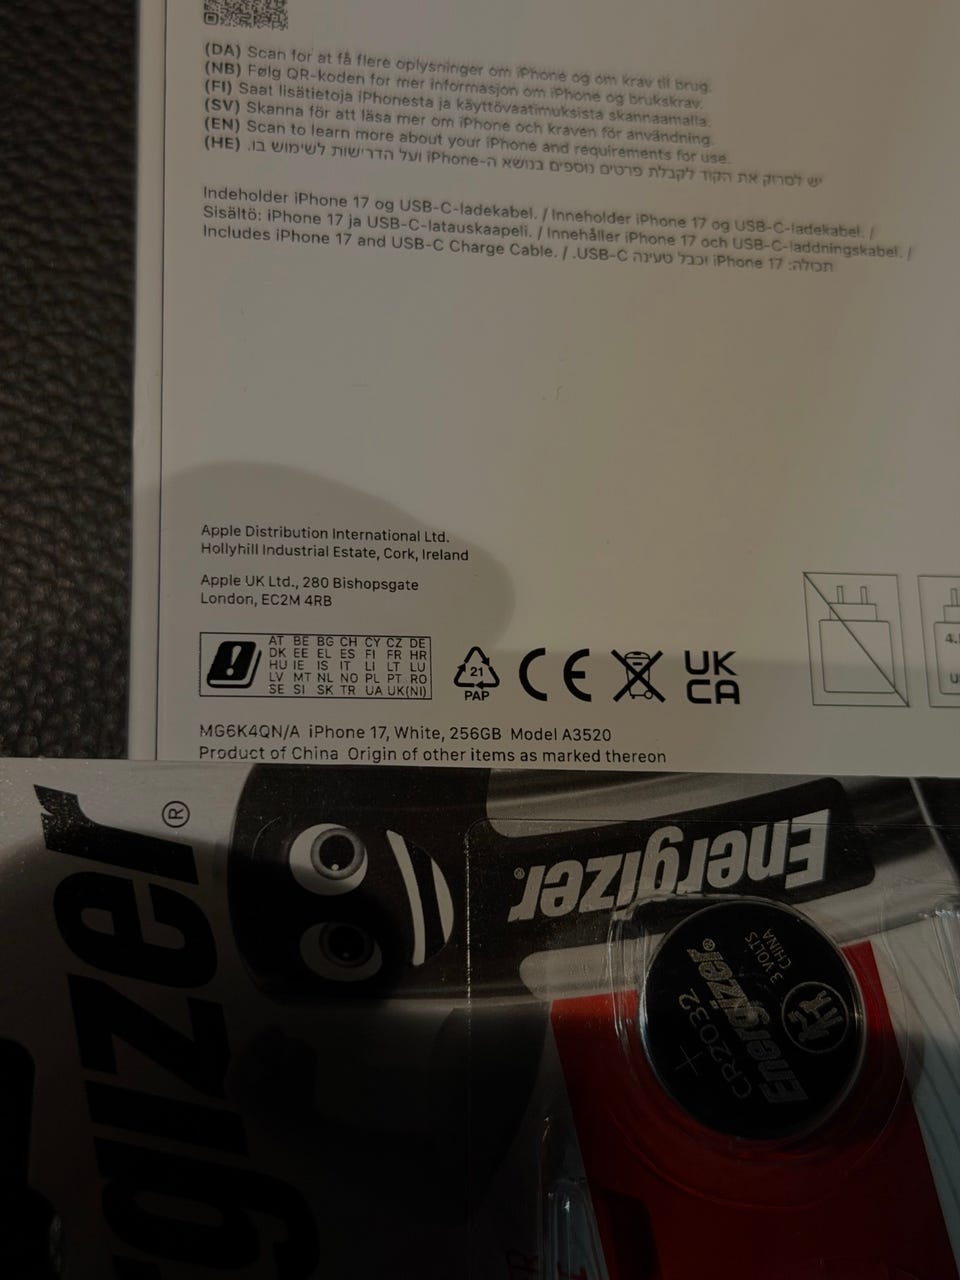 (DA) Scan for at få flere oplysninger om iPhone og om krav til brug.
(NB) Følg QR-koden for mer informasjon om iPhone og brukskrav.
(FI) Saat lisätietoja iPhonesta ja käyttövaatimuksista skannaamalla.
(SV) Skanna för att läsa mer om iPhone och kraven för användning.
(EN) Scan to learn more about your iPhone and requirements for use.
(HE) יש לסרוק את הקוד לקבלת פרטים נוספים בנושא ה-iPhone ועל הדרישות לשימוש בו.
Indeholder iPhone 17 og USB-C-ladekabel. / Inneholder iPhone 17 og USB-C-ladekabel. /
Sisältö: iPhone 17 ja USB-C-latauskaapeli. / Innehåller iPhone 17 och USB-C-laddningskabel. /
Includes iPhone 17 and USB-C Charge Cable. / תכולה: iPhone 17 וכבל טעינה USB-C.
Apple Distribution International Ltd.
Hollyhill Industrial Estate, Cork, Ireland
Apple UK Ltd., 280 Bishopsgate
London, EC2M 4RB
AT BE BG CH CY CZ DE
DK EE EL ES FI FR HR
HU IE IS IT LI LT LU
LV MT NL NO PL PT RO
SE SI SK TR UA UK(NI)
21
PAP
CE
UK
CA
MG6K4QN/A iPhone 17, White, 256GB Model A3520
Product of China Origin of other items as marked thereon
Energizer®
Energizer®
CR2032
Energizer®
3 VOLTS
CHINA